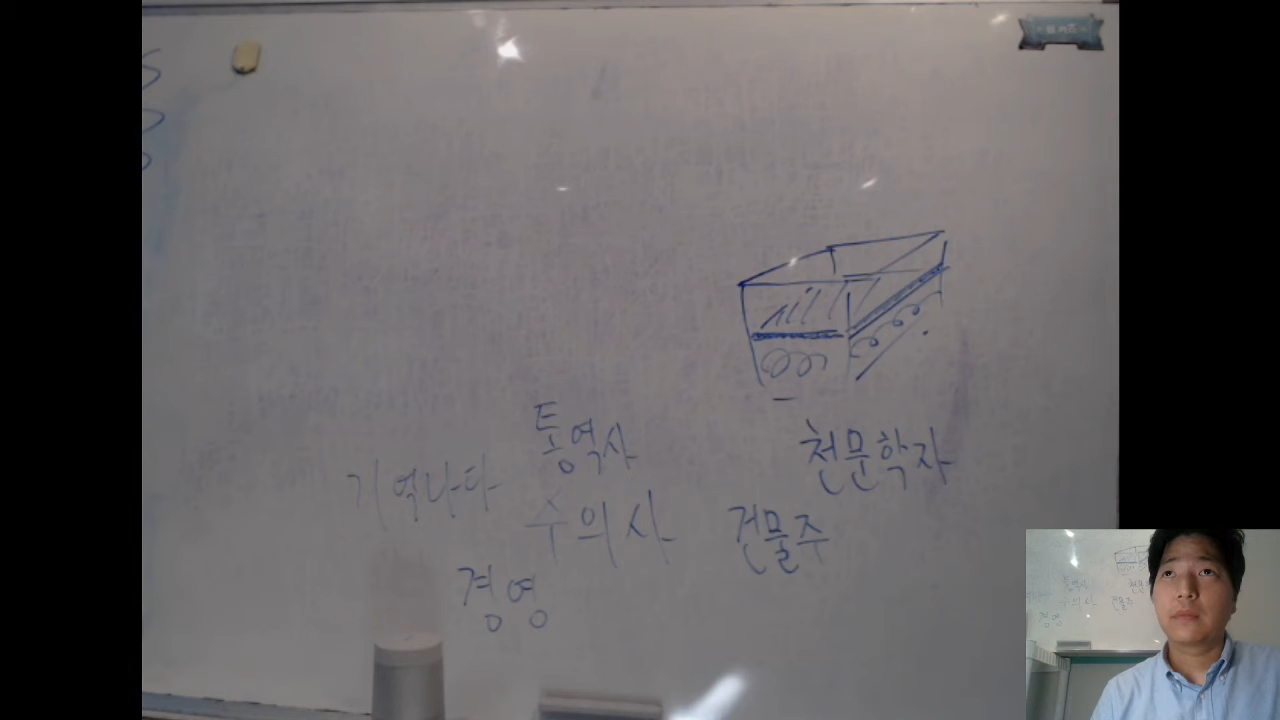 통역사
천문학자
기억나다
수의사
건물주
경영